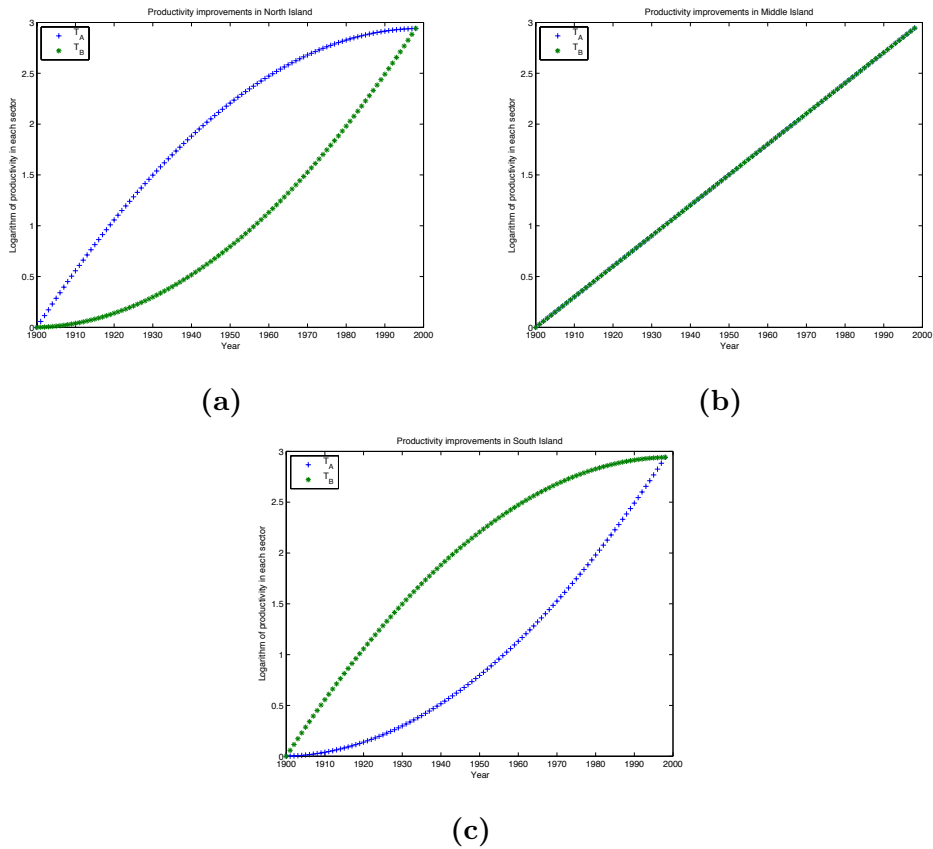 Productivity improvements in North Island
T_A
T_B
Logarithm of productivity in each sector
3
2.5
2
1.5
1
0.5
0
1900 1910 1920 1930 1940 1950 1960 1970 1980 1990 2000
Year
(a)
Productivity improvements in Middle Island
T_A
T_B
Logarithm of productivity in each sector
3
2.5
2
1.5
1
0.5
0
1900 1910 1920 1930 1940 1950 1960 1970 1980 1990 2000
Year
(b)
Productivity improvements in South Island
T_A
T_B
Logarithm of productivity in each sector
3
2.5
2
1.5
1
0.5
0
1900 1910 1920 1930 1940 1950 1960 1970 1980 1990 2000
Year
(c)